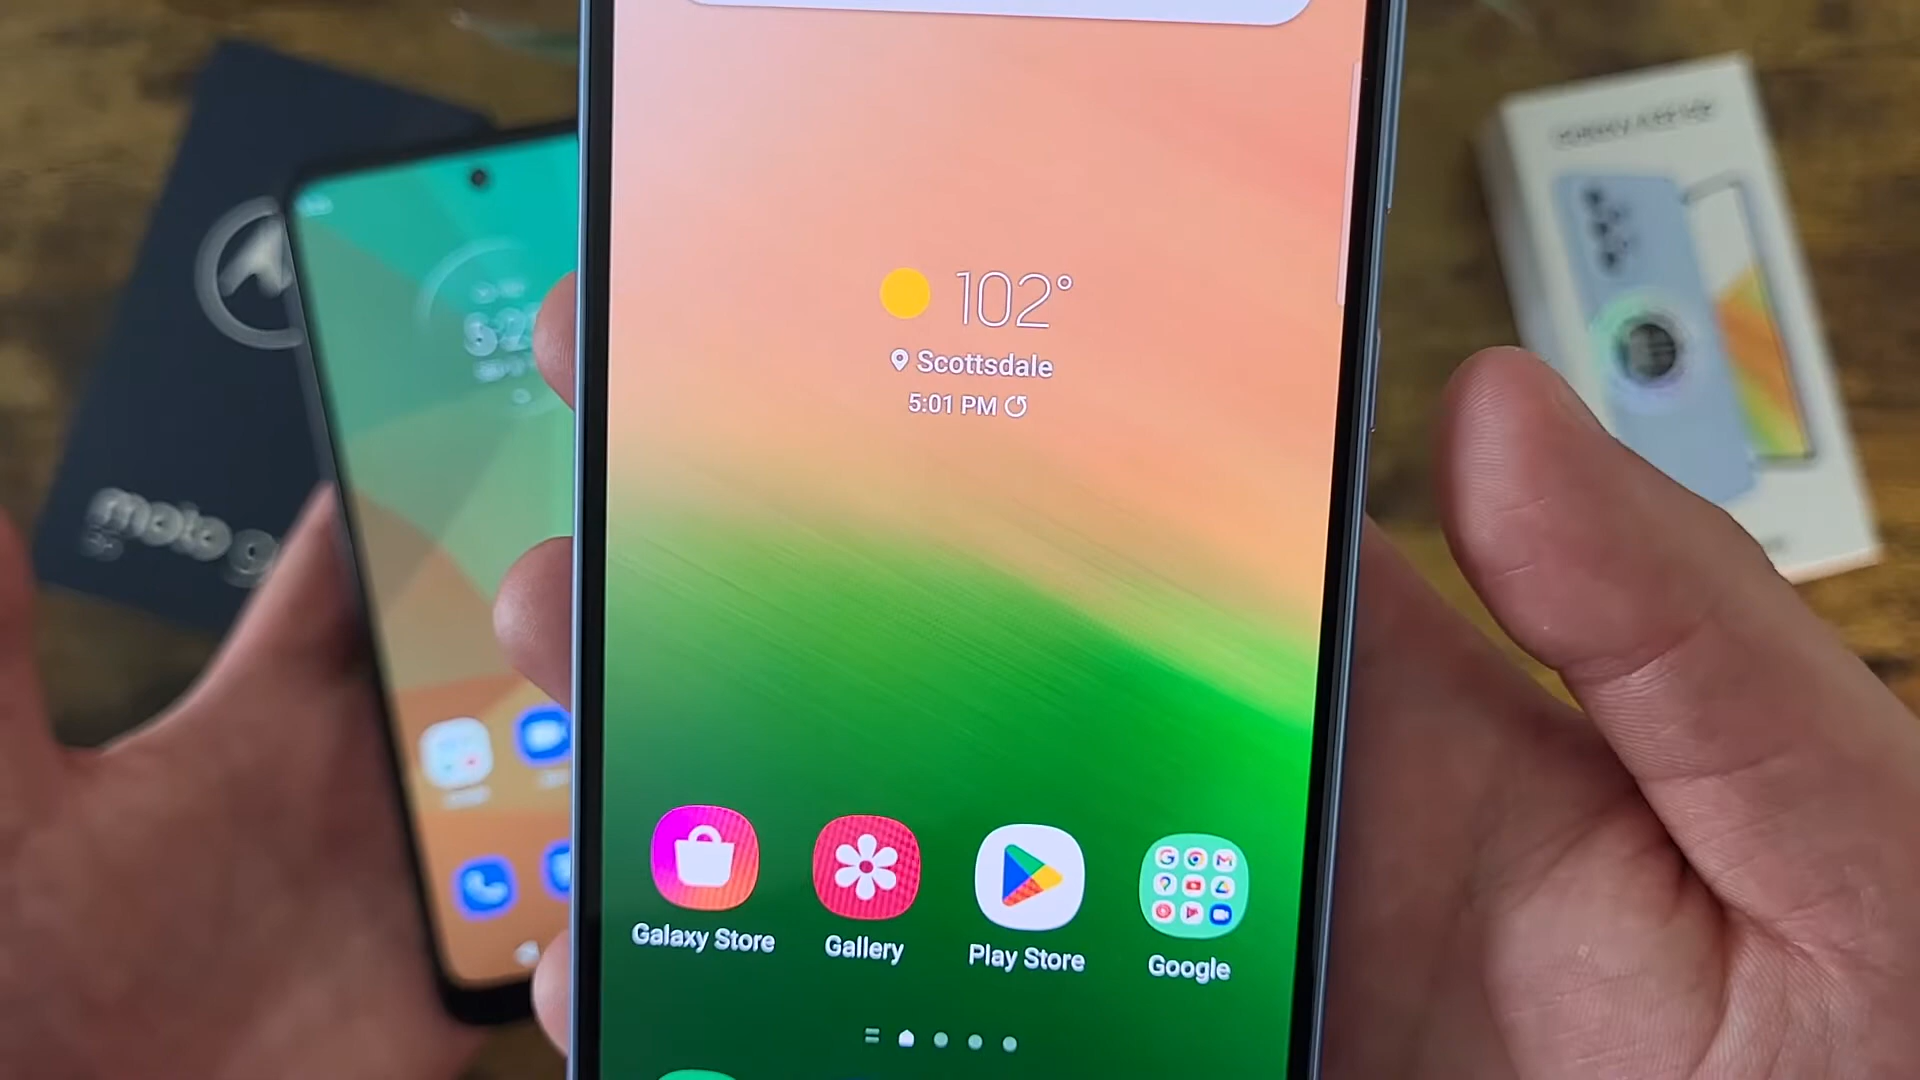 102°
Scottsdale
5:01 PM
Galaxy Store
Gallery
Play Store
Google
moto g